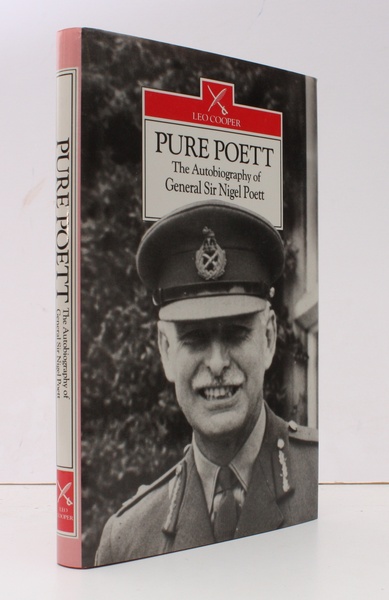 LEO COOPER
PURE POETT
The Autobiography of
General Sir Nigel Poett
PURE POETT
The Autobiography of
General Sir Nigel Poett
LEO
COOPER